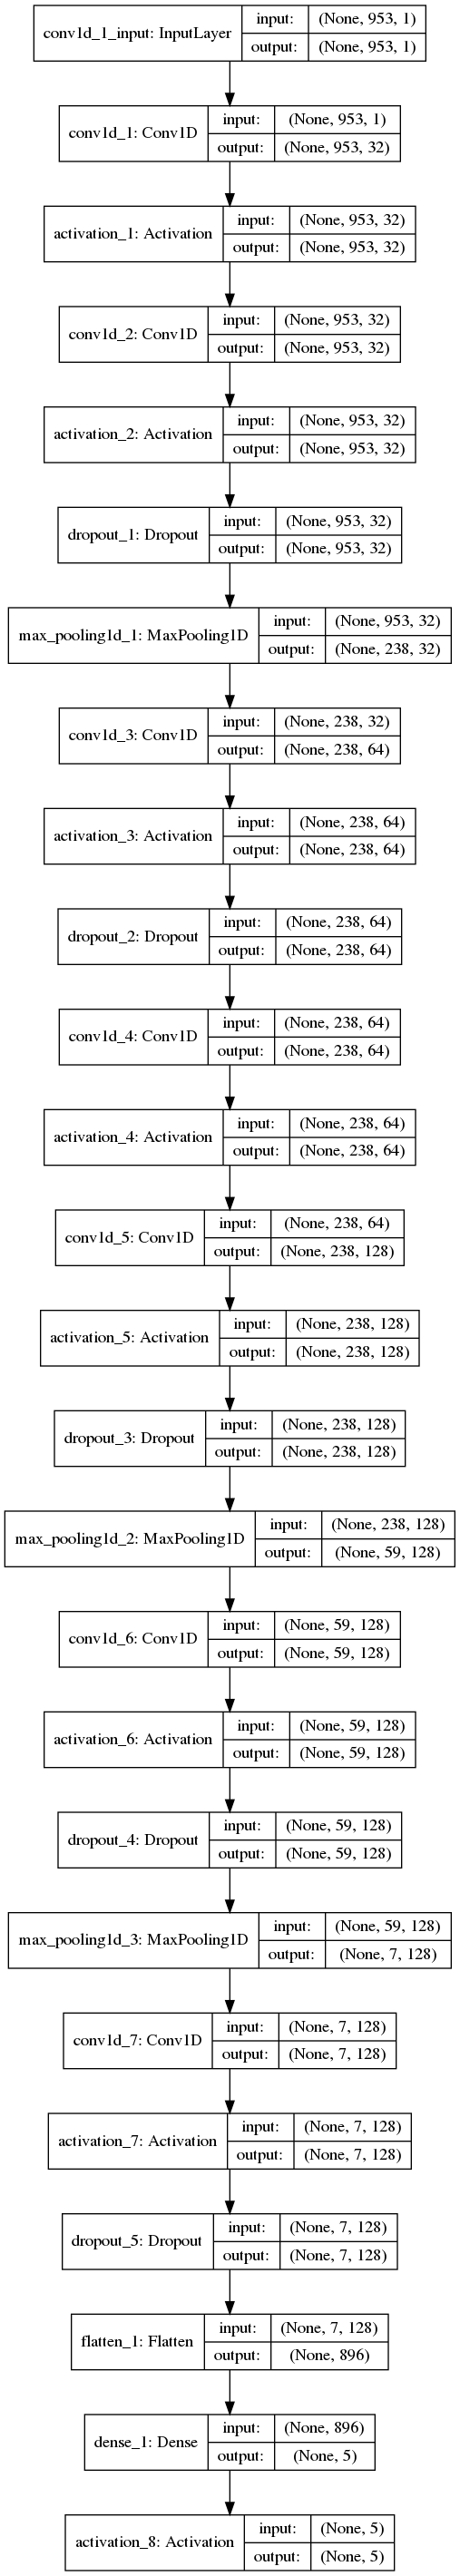 conv1d_1_input: InputLayer
input: (None, 953, 1)
output: (None, 953, 1)
conv1d_1: Conv1D
input: (None, 953, 1)
output: (None, 953, 32)
activation_1: Activation
input: (None, 953, 32)
output: (None, 953, 32)
conv1d_2: Conv1D
input: (None, 953, 32)
output: (None, 953, 32)
activation_2: Activation
input: (None, 953, 32)
output: (None, 953, 32)
dropout_1: Dropout
input: (None, 953, 32)
output: (None, 953, 32)
max_pooling1d_1: MaxPooling1D
input: (None, 953, 32)
output: (None, 238, 32)
conv1d_3: Conv1D
input: (None, 238, 32)
output: (None, 238, 64)
activation_3: Activation
input: (None, 238, 64)
output: (None, 238, 64)
dropout_2: Dropout
input: (None, 238, 64)
output: (None, 238, 64)
conv1d_4: Conv1D
input: (None, 238, 64)
output: (None, 238, 64)
activation_4: Activation
input: (None, 238, 64)
output: (None, 238, 64)
conv1d_5: Conv1D
input: (None, 238, 64)
output: (None, 238, 128)
activation_5: Activation
input: (None, 238, 128)
output: (None, 238, 128)
dropout_3: Dropout
input: (None, 238, 128)
output: (None, 238, 128)
max_pooling1d_2: MaxPooling1D
input: (None, 238, 128)
output: (None, 59, 128)
conv1d_6: Conv1D
input: (None, 59, 128)
output: (None, 59, 128)
activation_6: Activation
input: (None, 59, 128)
output: (None, 59, 128)
dropout_4: Dropout
input: (None, 59, 128)
output: (None, 59, 128)
max_pooling1d_3: MaxPooling1D
input: (None, 59, 128)
output: (None, 7, 128)
conv1d_7: Conv1D
input: (None, 7, 128)
output: (None, 7, 128)
activation_7: Activation
input: (None, 7, 128)
output: (None, 7, 128)
dropout_5: Dropout
input: (None, 7, 128)
output: (None, 7, 128)
flatten_1: Flatten
input: (None, 7, 128)
output: (None, 896)
dense_1: Dense
input: (None, 896)
output: (None, 5)
activation_8: Activation
input: (None, 5)
output: (None, 5)